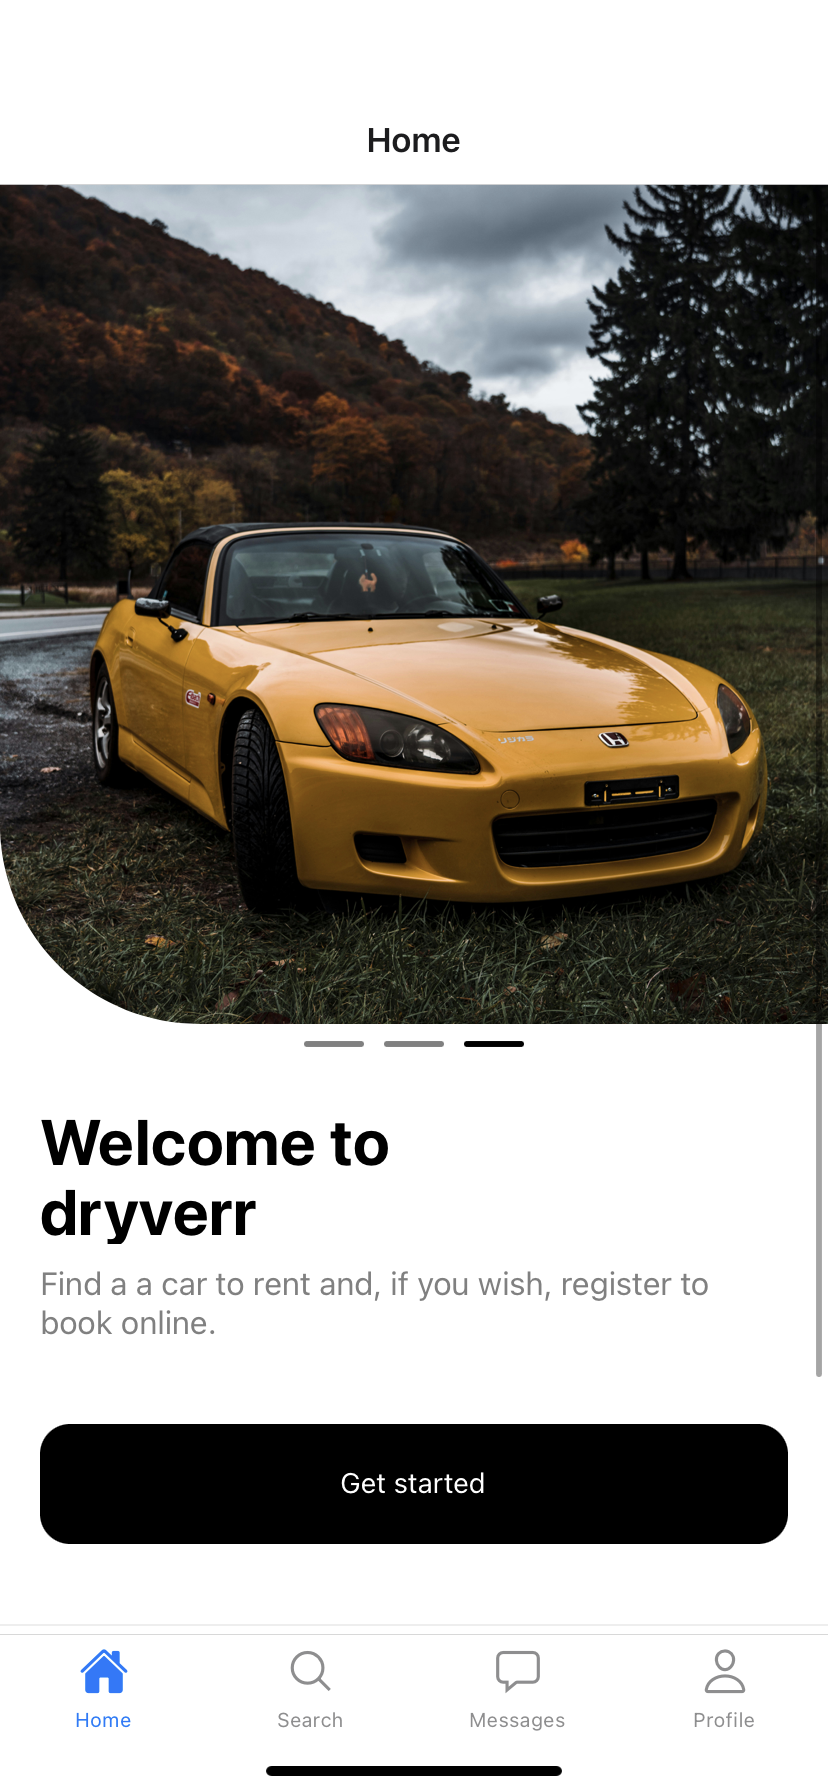 Home
Welcome to
dryverr
Find a a car to rent and, if you wish, register to
book online.
Get started
Home
Search
Messages
Profile